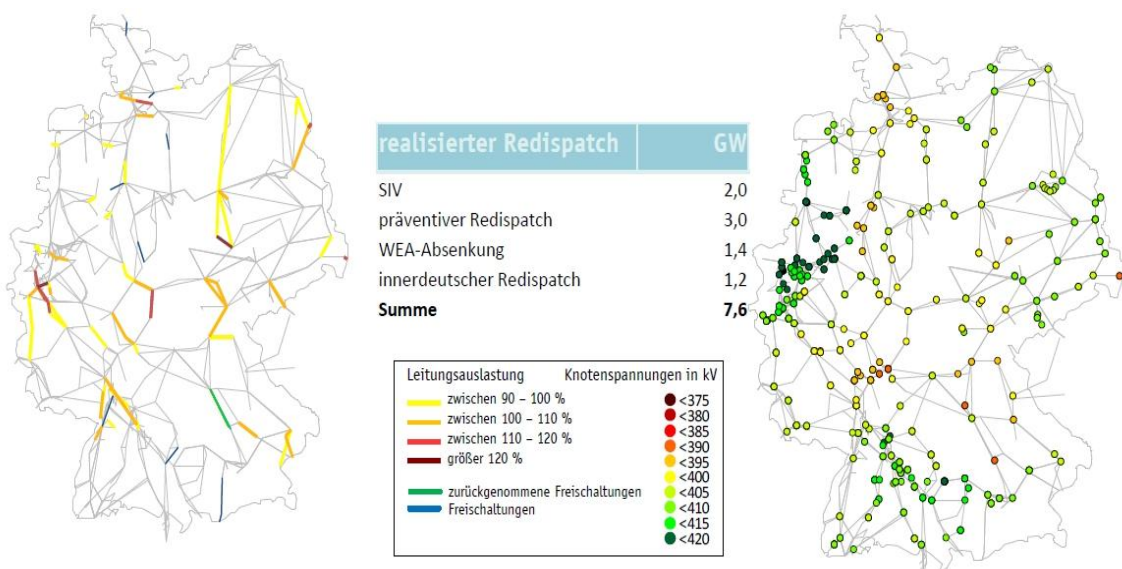 realisierter Redispatch GW
SIV 2,0
präventiver Redispatch 3,0
WEA-Absenkung 1,4
innerdeutscher Redispatch 1,2
Summe 7,6
Leitungsauslastung Knotenspannungen in kV
zwischen 90 – 100 %
zwischen 100 – 110 %
zwischen 110 – 120 %
größer 120 %
zurückgenommene Freischaltungen
Freischaltungen
<375
<380
<385
<390
<395
<400
<405
<410
<415
<420